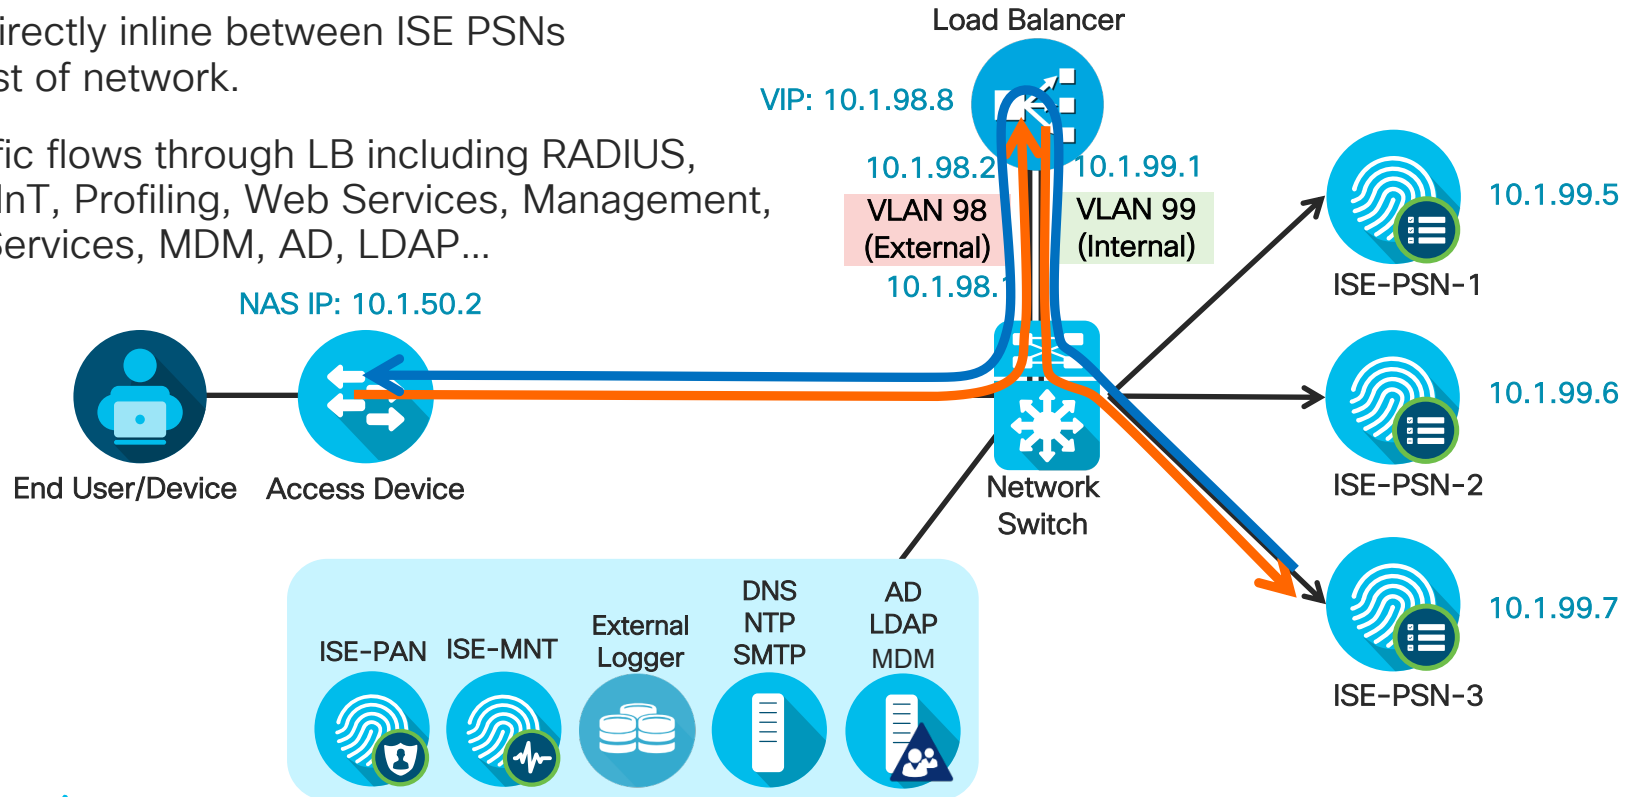 irectly inline between ISE PSNs
st of network.
fic flows through LB including RADIUS,
InT, Profiling, Web Services, Management,
Services, MDM, AD, LDAP...
Load Balancer
VIP: 10.1.98.8
10.1.98.2
10.1.99.1
VLAN 98
(External)
VLAN 99
(Internal)
10.1.98.1
NAS IP: 10.1.50.2
10.1.99.5
ISE-PSN-1
10.1.99.6
ISE-PSN-2
10.1.99.7
ISE-PSN-3
End User/Device
Access Device
Network
Switch
ISE-PAN
ISE-MNT
External
Logger
DNS
NTP
SMTP
AD
LDAP
MDM